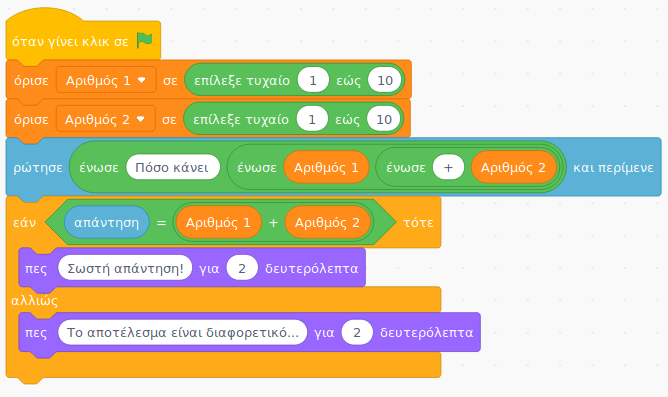 όταν γίνει κλικ σε
όρισε Αριθμός 1 σε επίλεξε τυχαίο 1 εώς 10
όρισε Αριθμός 2 σε επίλεξε τυχαίο 1 εώς 10
ρώτησε ένωσε Πόσο κάνει ένωσε Αριθμός 1 ένωσε + Αριθμός 2 και περίμενε
εάν απάντηση = Αριθμός 1 + Αριθμός 2 τότε
πες Σωστή απάντηση! για 2 δευτερόλεπτα
αλλιώς
πες Το αποτέλεσμα είναι διαφορετικό... για 2 δευτερόλεπτα